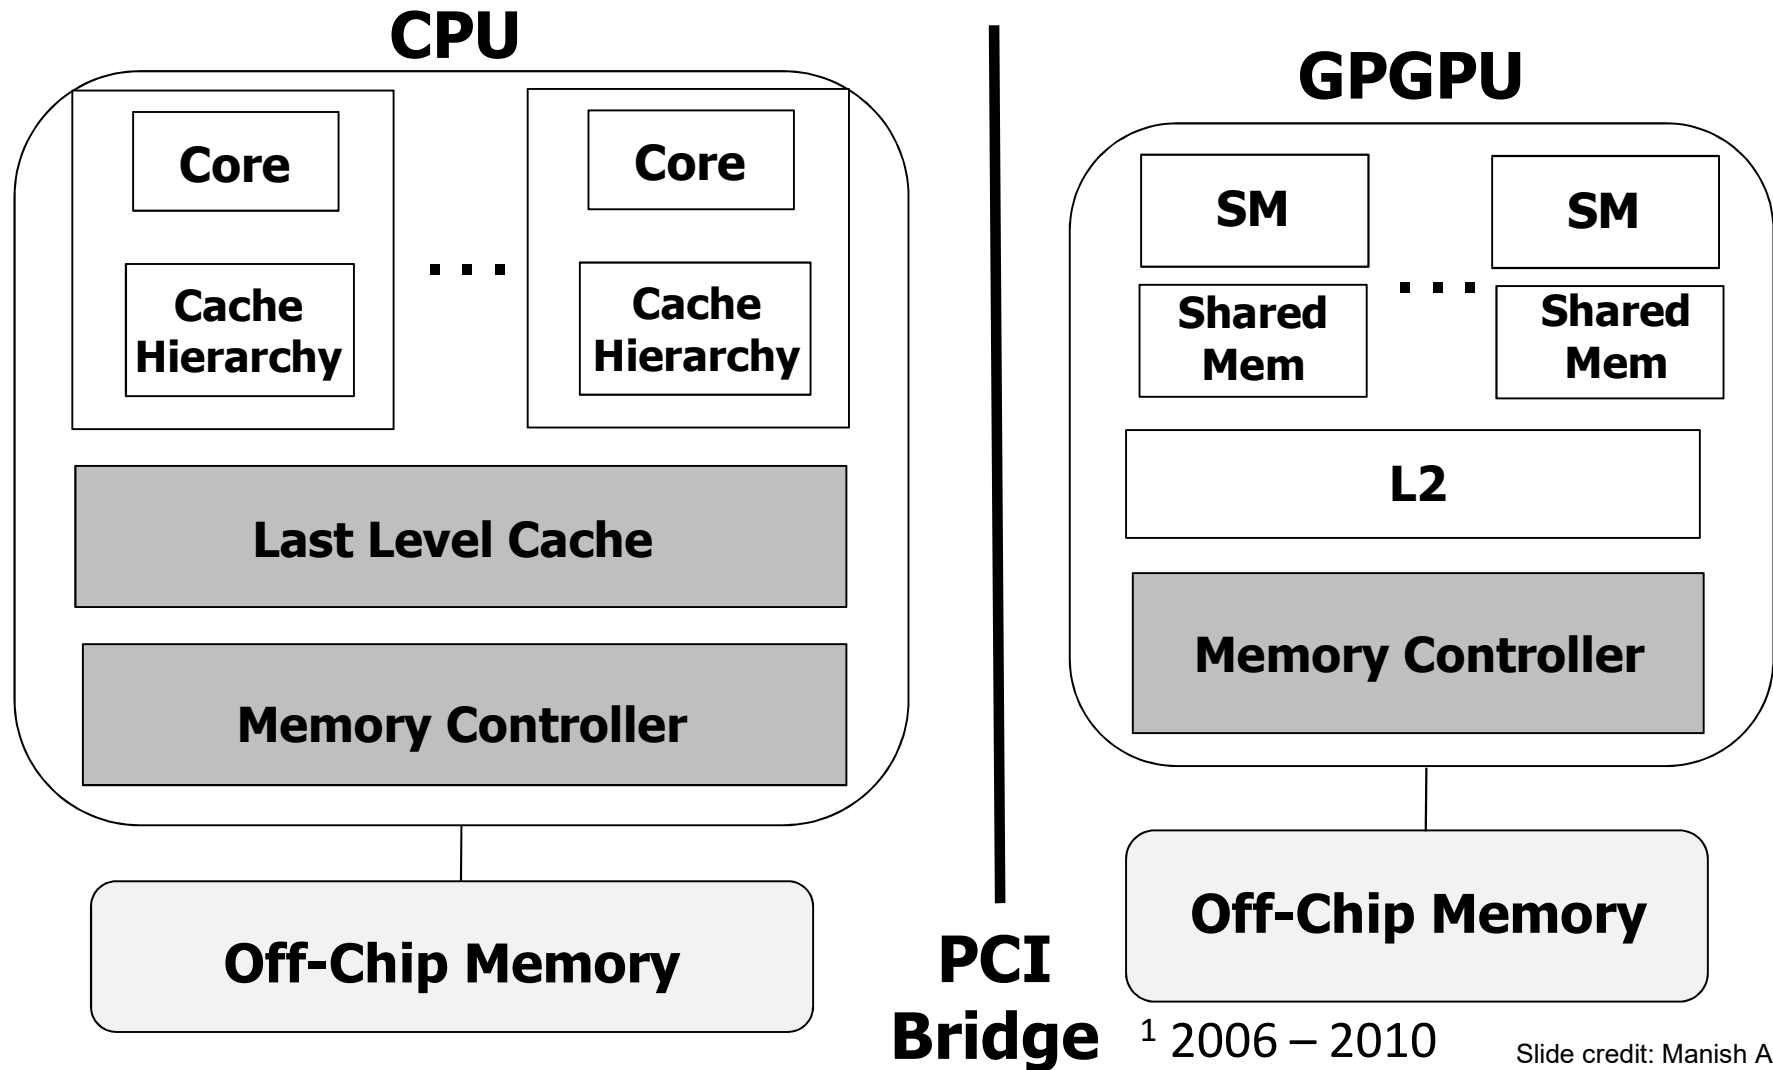 CPU
Core
Core
Cache
Hierarchy
. . .
Cache
Hierarchy
Last Level Cache
Memory Controller
Off-Chip Memory
PCI
Bridge
GPGPU
SM
SM
Shared
Mem
. . .
Shared
Mem
L2
Memory Controller
Off-Chip Memory
¹ 2006 – 2010
Slide credit: Manish A